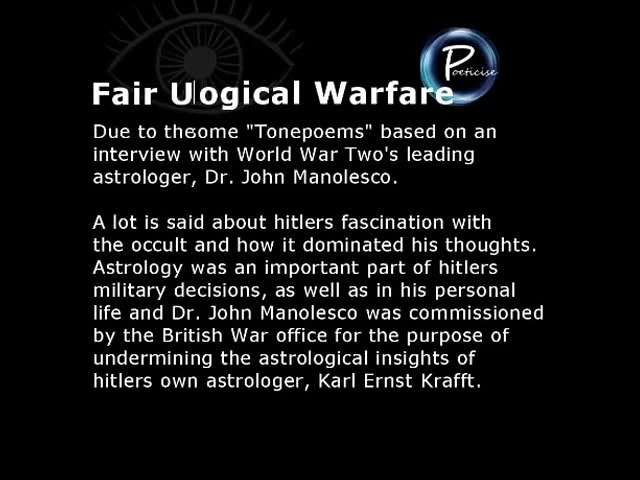 Poeticise
Fair Uogical Warfare
Due to theome "Tonepoems" based on an
interview with World War Two's leading
astrologer, Dr. John Manolesco.
A lot is said about hitlers fascination with
the occult and how it dominated his thoughts.
Astrology was an important part of hitlers
military decisions, as well as in his personal
life and Dr. John Manolesco was commissioned
by the British War office for the purpose of
undermining the astrological insights of
hitlers own astrologer, Karl Ernst Krafft.